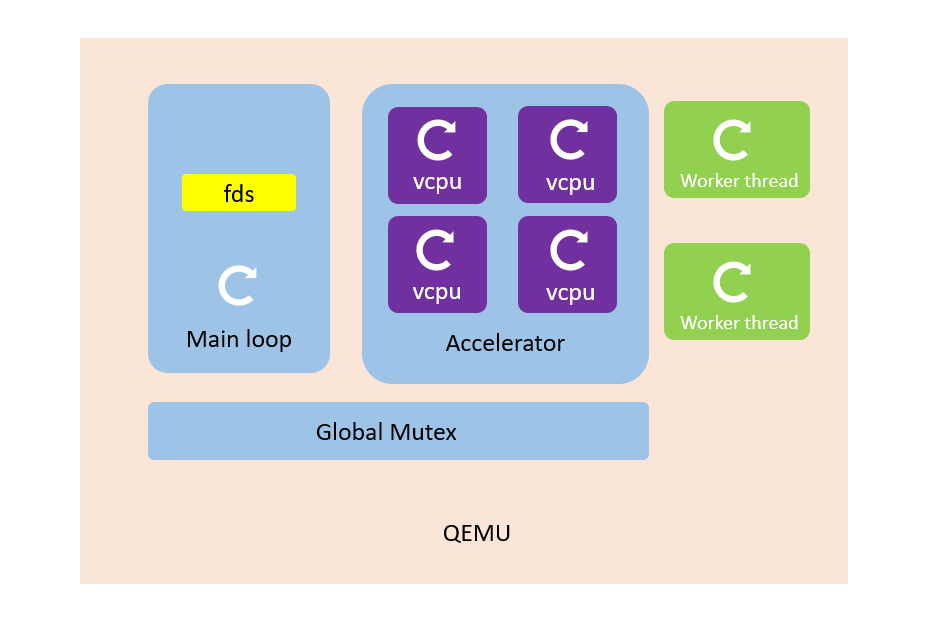 fds
Main loop
vcpu
vcpu
vcpu
vcpu
Accelerator
Worker thread
Worker thread
Global Mutex
QEMU